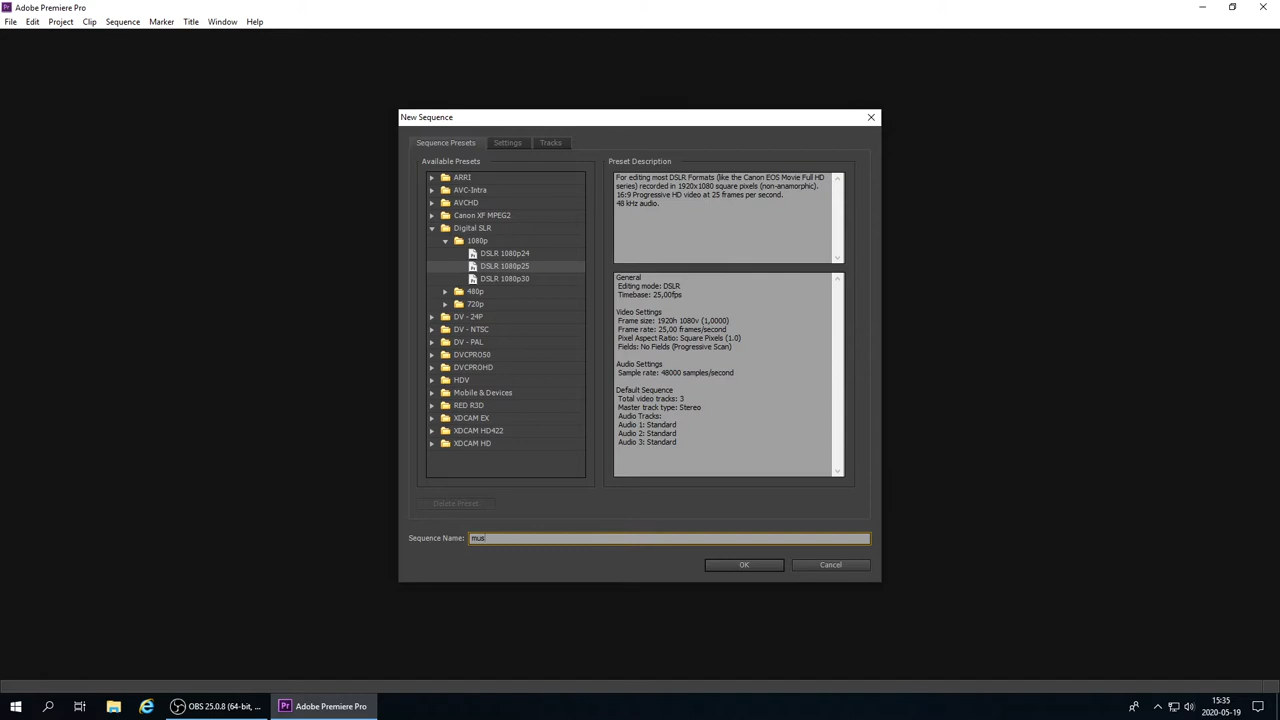 Adobe Premiere Pro
File Edit Project Clip Sequence Marker Title Window Help
New Sequence
Sequence Presets Settings Tracks
Available Presets
ARRI
AVC-Intra
AVCHD
Canon XF MPEG2
Digital SLR
1080p
DSLR 1080p24
DSLR 1080p25
DSLR 1080p30
480p
720p
DV - 24P
DV - NTSC
DV - PAL
DVCPRO50
DVCPROHD
HDV
Mobile & Devices
RED R3D
XDCAM EX
XDCAM HD422
XDCAM HD
Delete Preset
Preset Description
For editing most DSLR Formats (like the Canon EOS Movie Full HD
series) recorded in 1920x1080 square pixels (non-anamorphic).
16:9 Progressive HD video at 25 frames per second.
48 kHz audio.
General
Editing mode: DSLR
Timebase: 25,00fps
Video Settings
Frame size: 1920h 1080v (1,0000)
Frame rate: 25,00 frames/second
Pixel Aspect Ratio: Square Pixels (1.0)
Fields: No Fields (Progressive Scan)
Audio Settings
Sample rate: 48000 samples/second
Default Sequence
Total video tracks: 3
Master track type: Stereo
Audio Tracks:
Audio 1: Standard
Audio 2: Standard
Audio 3: Standard
Sequence Name: mus
OK Cancel
OBS 25.0.8 (64-bit, ...
Adobe Premiere Pro
15:35
2020-05-19